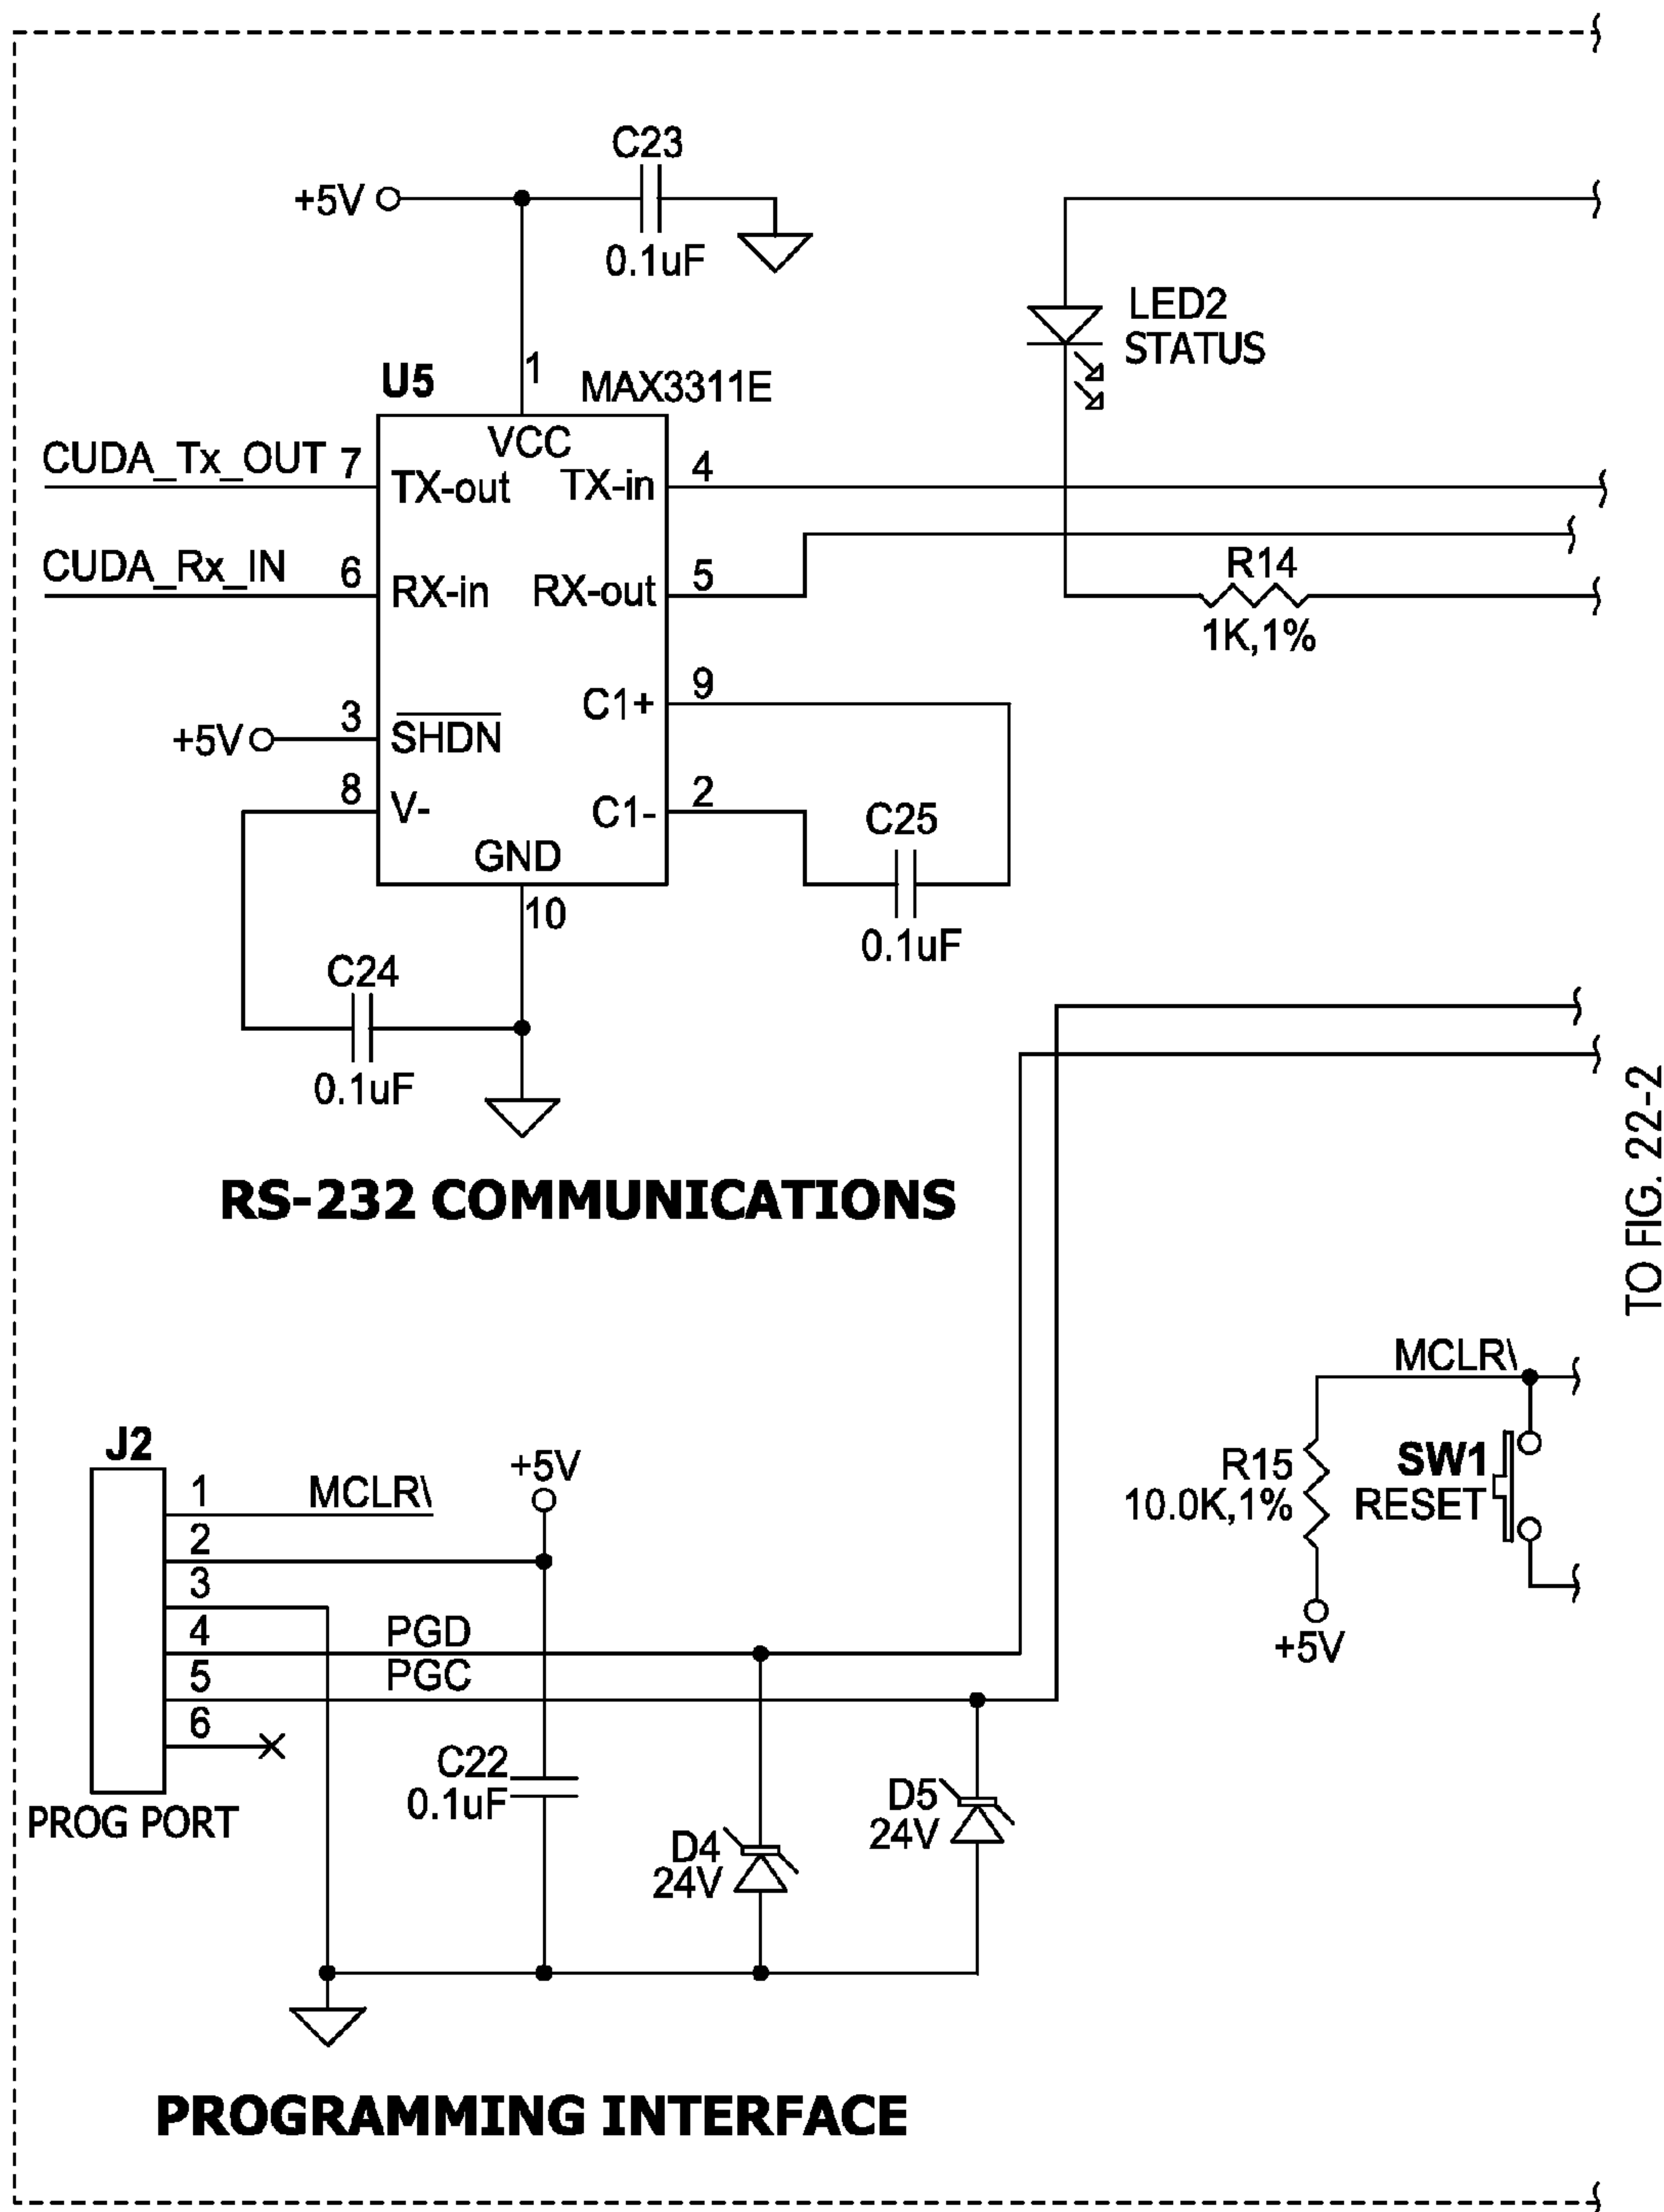 C23
+5V
0.1uF
LED2
STATUS
U5
1
MAX3311E
VCC
CUDA_Tx_OUT
7
TX-out
TX-in
4
CUDA_Rx_IN
6
RX-in
RX-out
5
R14
1K,1%
C1+
9
+5V
3
SHDN
8
V-
C1-
2
C25
0.1uF
GND
10
C24
0.1uF
RS-232 COMMUNICATIONS
TO FIG. 22-2
MCLR\
R15
10.0K,1%
SW1
RESET
+5V
J2
1
MCLR\
+5V
2
3
4
PGD
5
PGC
6
PROG PORT
C22
0.1uF
D4
24V
D5
24V
PROGRAMMING INTERFACE